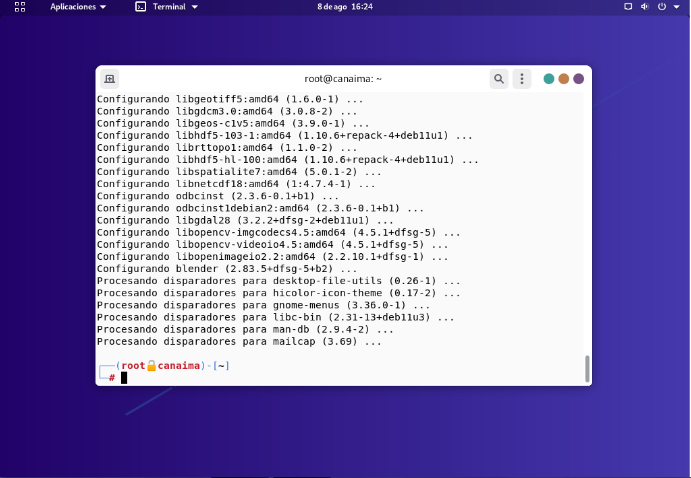 Aplicaciones Terminal 8 de ago 16:24
root@canaima: ~
Configurando libgeotiff5:amd64 (1.6.0-1) ...
Configurando libgdcm3.0:amd64 (3.0.8-2) ...
Configurando libgeos-c1v5:amd64 (3.9.0-1) ...
Configurando libhdf5-103-1:amd64 (1.10.6+repack-4+deb11u1) ...
Configurando librttopo1:amd64 (1.1.0-2) ...
Configurando libhdf5-hl-100:amd64 (1.10.6+repack-4+deb11u1) ...
Configurando libspatialite7:amd64 (5.0.1-2) ...
Configurando libnetcdf18:amd64 (1:4.7.4-1) ...
Configurando odbcinst (2.3.6-0.1+b1) ...
Configurando odbcinst1debian2:amd64 (2.3.6-0.1+b1) ...
Configurando libgdal28 (3.2.2+dfsg-2+deb11u1) ...
Configurando libopencv-imgcodecs4.5:amd64 (4.5.1+dfsg-5) ...
Configurando libopencv-videoio4.5:amd64 (4.5.1+dfsg-5) ...
Configurando libopenimageio2.2:amd64 (2.2.10.1+dfsg-1) ...
Configurando blender (2.83.5+dfsg-5+b2) ...
Procesando disparadores para desktop-file-utils (0.26-1) ...
Procesando disparadores para hicolor-icon-theme (0.17-2) ...
Procesando disparadores para gnome-menus (3.36.0-1) ...
Procesando disparadores para libc-bin (2.31-13+deb11u3) ...
Procesando disparadores para man-db (2.9.4-2) ...
Procesando disparadores para mailcap (3.69) ...
┌──(root🔒canaima)-[~]
└─#